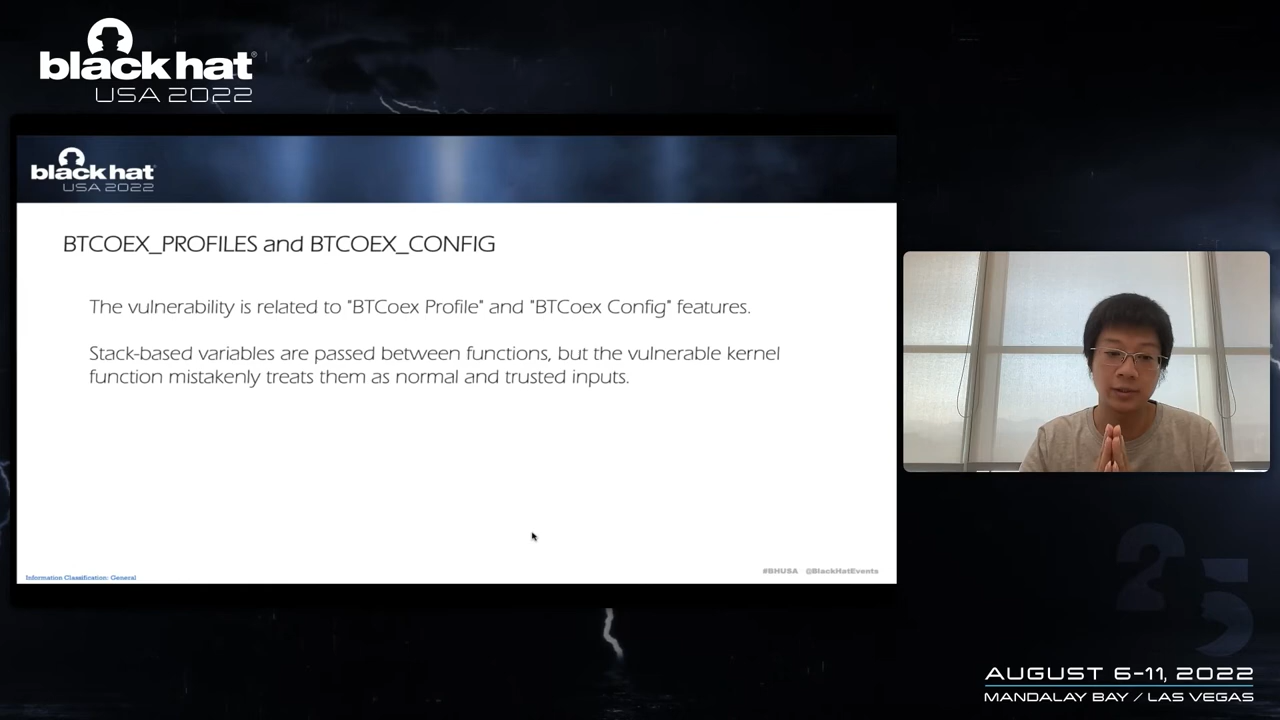 black hat®
USA 2022
black hat
USA 2022
BTCOEX_PROFILES and BTCOEX_CONFIG
The vulnerability is related to "BTCoex Profile" and "BTCoex Config" features.
Stack-based variables are passed between functions, but the vulnerable kernel
function mistakenly treats them as normal and trusted inputs.
Information Classification: General
#BHUSA @BlackHatEvents
25
AUGUST 6-11, 2022
MANDALAY BAY / LAS VEGAS